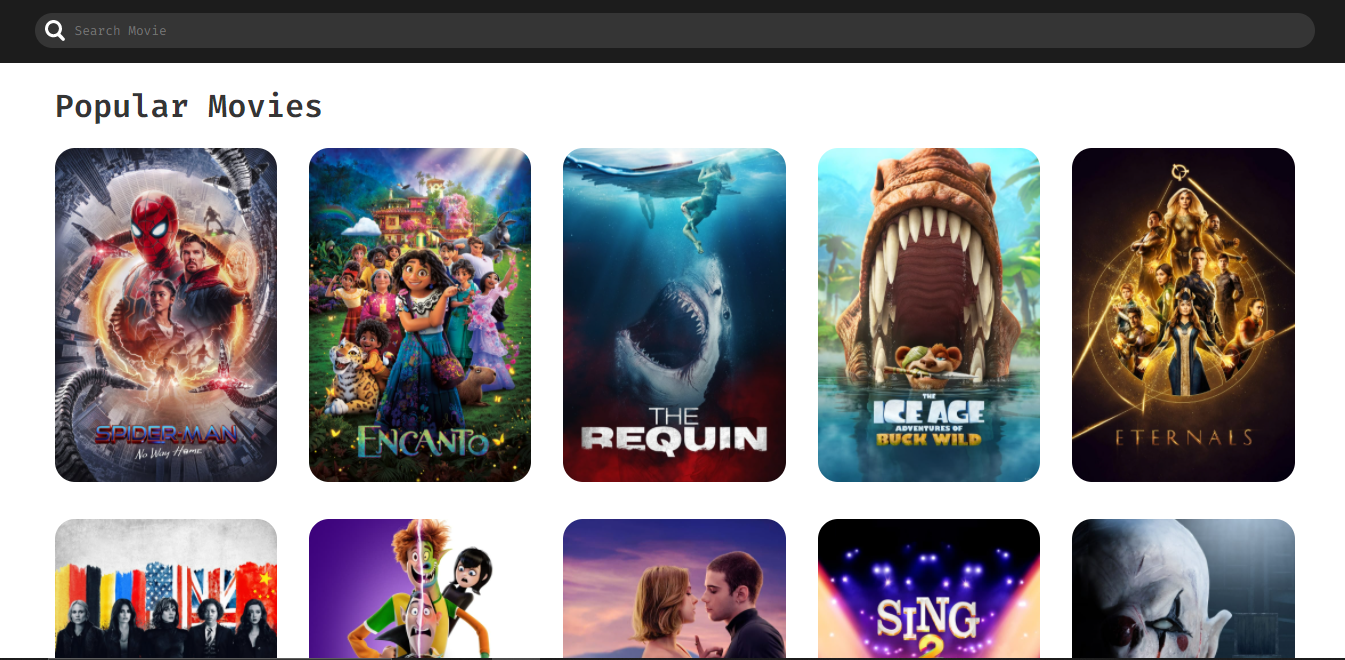 Search Movie
Popular Movies
SPIDER-MAN
No Way Home
ENCANTO
THE
REQUIN
THE
ICE AGE
ADVENTURES OF
BUCK WILD
ETERNALS
SING
2